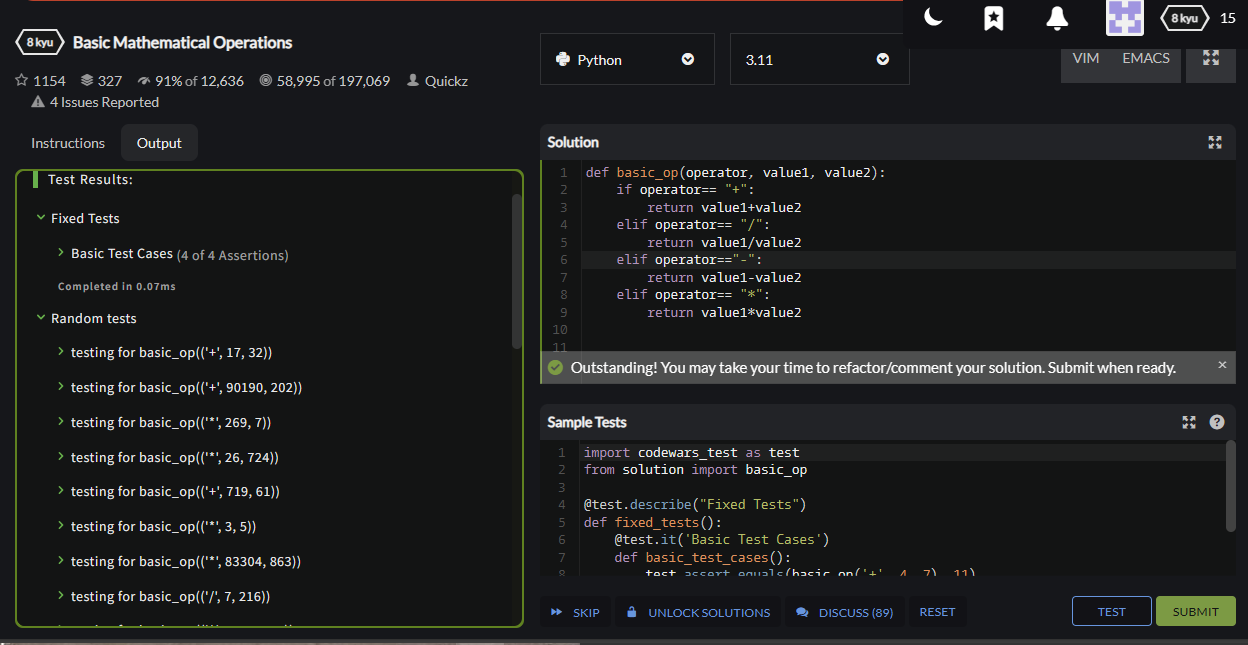 8 kyu Basic Mathematical Operations
1154 327 91% of 12,636 58,995 of 197,069 Quickz
4 Issues Reported
Instructions Output
Test Results:
Fixed Tests
Basic Test Cases (4 of 4 Assertions)
Completed in 0.07ms
Random tests
testing for basic_op(('+', 17, 32))
testing for basic_op(('+', 90190, 202))
testing for basic_op(('*', 269, 7))
testing for basic_op(('*', 26, 724))
testing for basic_op(('+', 719, 61))
testing for basic_op(('*', 3, 5))
testing for basic_op(('*', 83304, 863))
testing for basic_op(('/', 7, 216))
8 kyu 15
Python 3.11 VIM EMACS
Solution
1 def basic_op(operator, value1, value2):
2 if operator== "+":
3 return value1+value2
4 elif operator== "/":
5 return value1/value2
6 elif operator=="-":
7 return value1-value2
8 elif operator== "*":
9 return value1*value2
10
11
Outstanding! You may take your time to refactor/comment your solution. Submit when ready. ×
Sample Tests ?
1 import codewars_test as test
2 from solution import basic_op
3
4 @test.describe("Fixed Tests")
5 def fixed_tests():
6 @test.it('Basic Test Cases')
7 def basic_test_cases():
8 test.assert_equals(basic_op('+', 4, 7), 11)
SKIP UNLOCK SOLUTIONS DISCUSS (89) RESET TEST SUBMIT